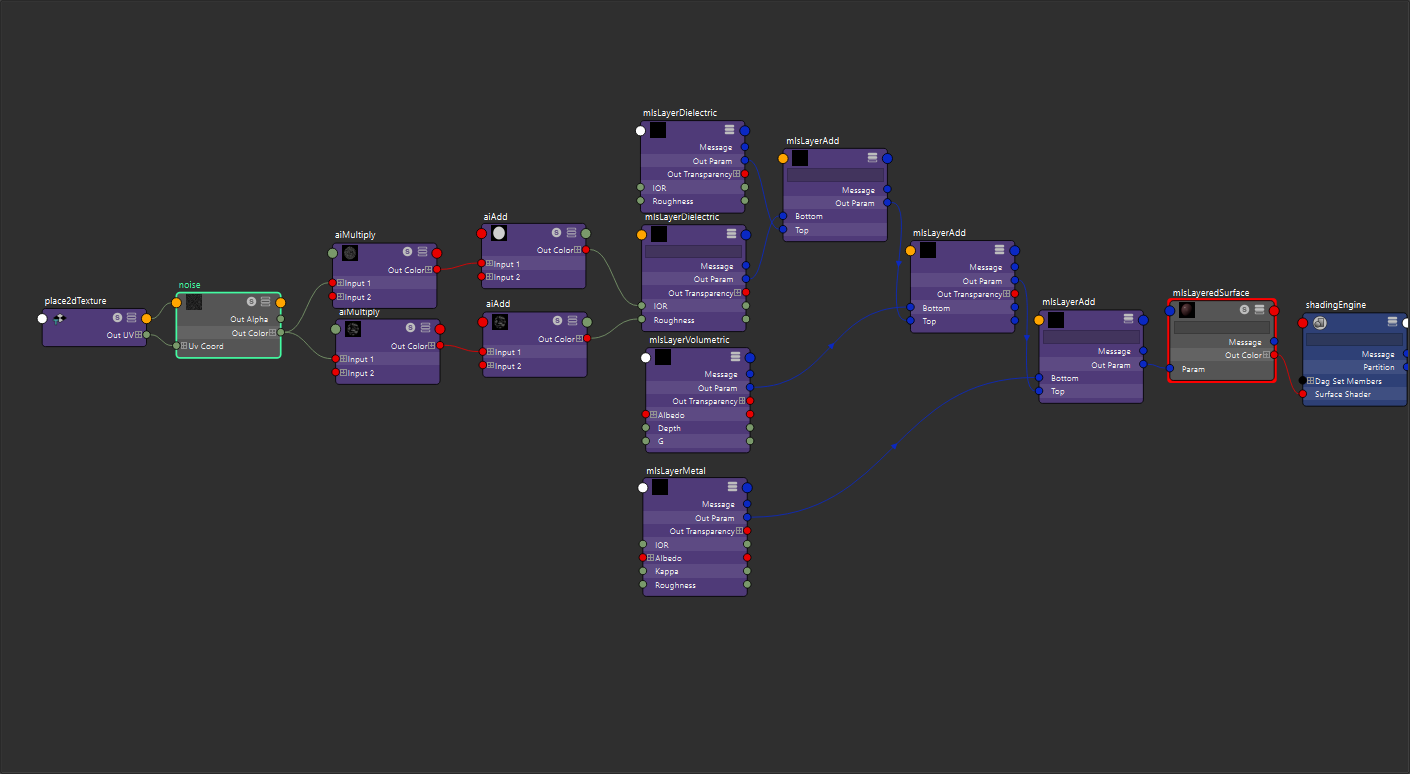 place2dTexture
S
Out UV
noise
S
Out Alpha
Out Color
Uv Coord
aiMultiply
S
Out Color
Input 1
Input 2
aiMultiply
S
Out Color
Input 1
Input 2
aiAdd
S
Out Color
Input 1
Input 2
aiAdd
S
Out Color
Input 1
Input 2
mlsLayerDielectric
Message
Out Param
Out Transparency
IOR
Roughness
mlsLayerDielectric
Message
Out Param
Out Transparency
IOR
Roughness
mlsLayerVolumetric
Message
Out Param
Out Transparency
Albedo
Depth
G
mlsLayerMetal
Message
Out Param
Out Transparency
IOR
Albedo
Kappa
Roughness
mlsLayerAdd
Message
Out Param
Bottom
Top
mlsLayerAdd
Message
Out Param
Out Transparency
Bottom
Top
mlsLayerAdd
Message
Out Param
Bottom
Top
mlsLayeredSurface
S
Message
Out Color
Param
shadingEngine
Message
Partition
Dag Set Members
Surface Shader